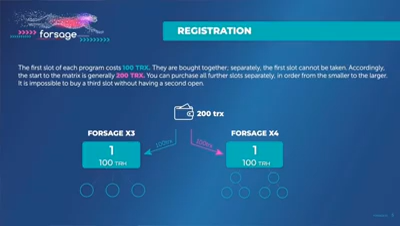 forsage
REGISTRATION
The first slot of each program costs 100 TRX. They are bought together; separately, the first slot cannot be taken. Accordingly,
the start to the matrix is generally 200 TRX. You can purchase all further slots separately, in order from the smaller to the larger.
It is impossible to buy a third slot without having a second open.
200 trx
FORSAGE X3
FORSAGE X4
1
100 TRH
1
100 TRH